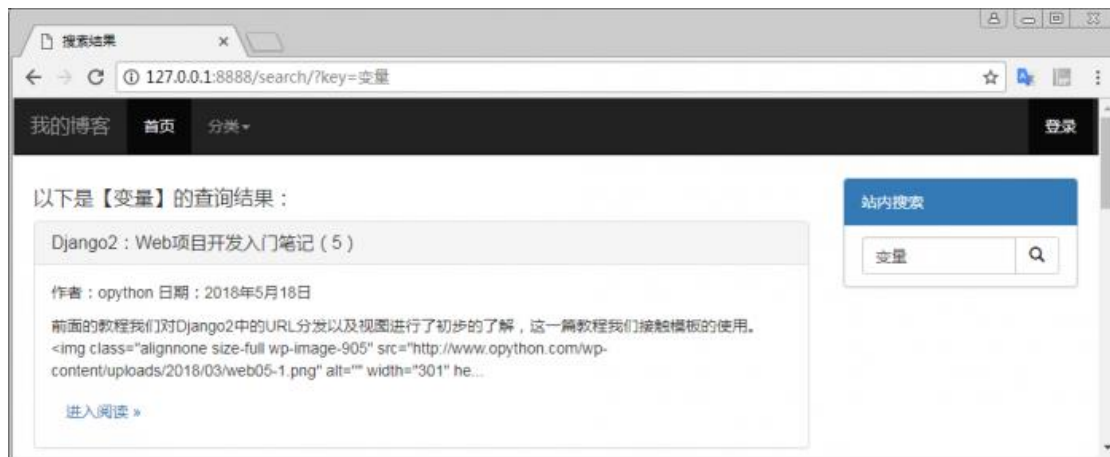 搜索结果
127.0.0.1:8888/search/?key=变量
我的博客 首页 分类 登录
以下是【变量】的查询结果：
站内搜索
变量
Django2：Web项目开发入门笔记（5）
作者：opython 日期：2018年5月18日
前面的教程我们对Django2中的URL分发以及视图进行了初步的了解，这一篇教程我们接触模板的使用。
<img class="alignnone size-full wp-image-905" src="http://www.opython.com/wp-
content/uploads/2018/03/web05-1.png" alt="" width="301" he...
进入阅读 »